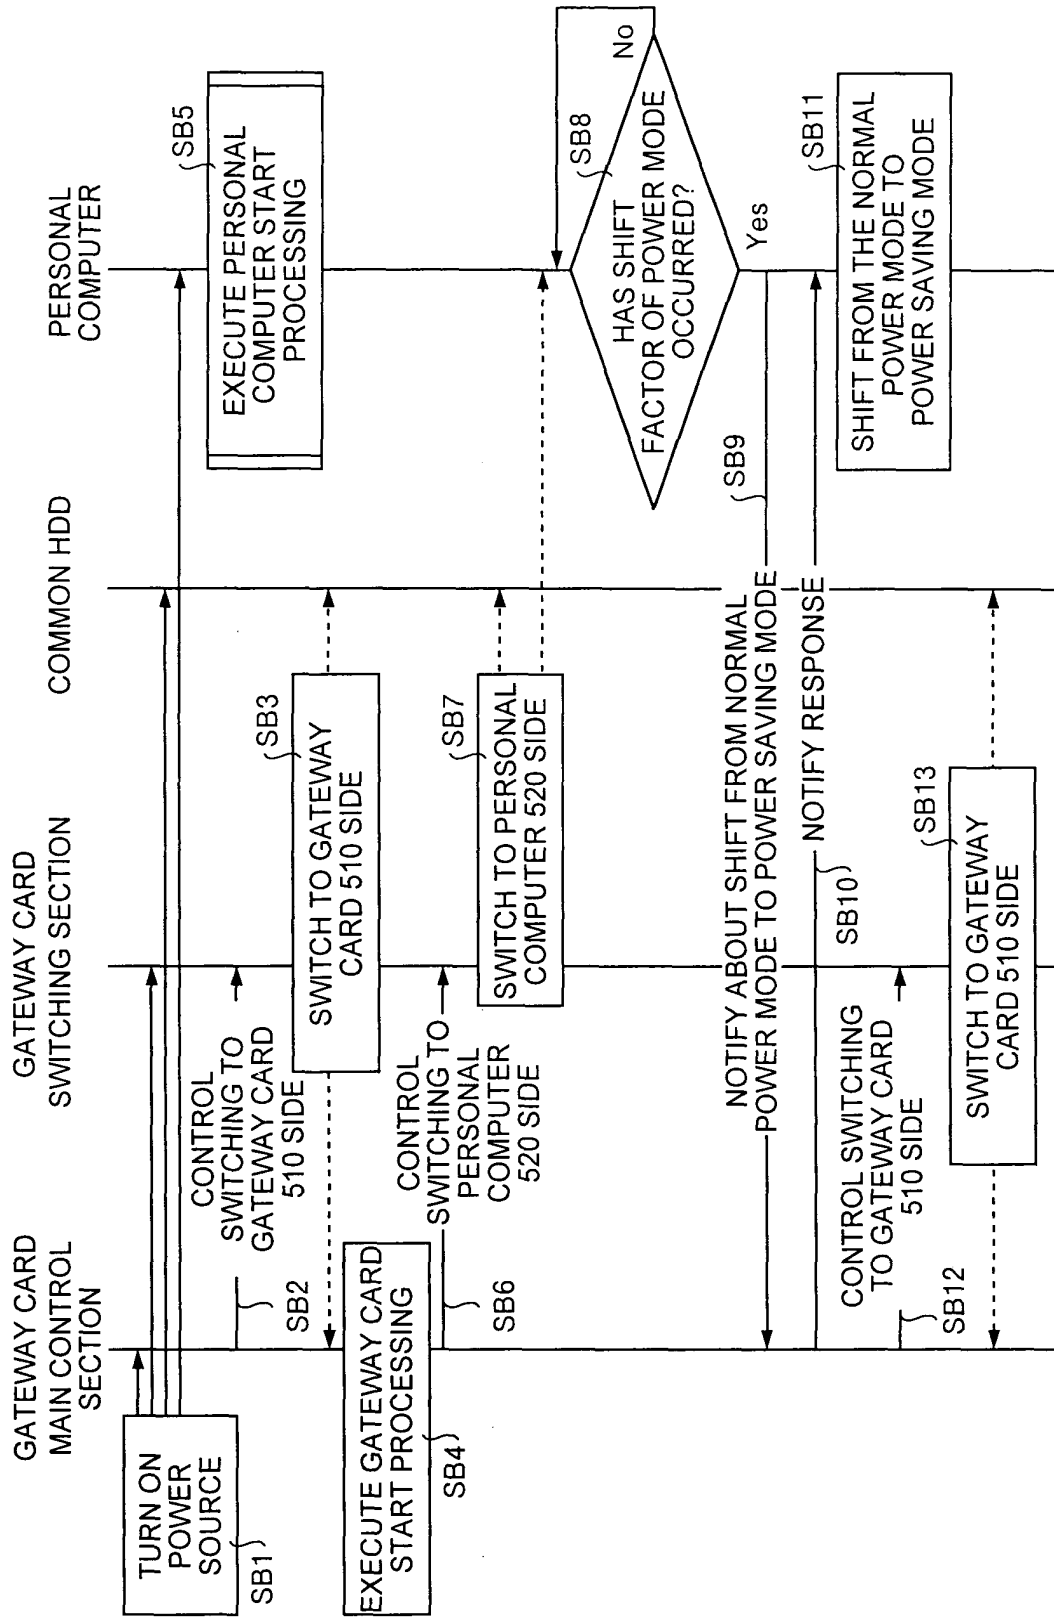 GATEWAY CARD
MAIN CONTROL
SECTION
GATEWAY CARD
SWITCHING SECTION
COMMON HDD
PERSONAL
COMPUTER
TURN ON
POWER
SOURCE
SB1
CONTROL
SWITCHING TO
GATEWAY CARD
510 SIDE
SB2
SB3
SWITCH TO GATEWAY
CARD 510 SIDE
EXECUTE GATEWAY CARD
START PROCESSING
SB4
SB5
EXECUTE PERSONAL
COMPUTER START
PROCESSING
CONTROL
SWITCHING TO
PERSONAL
COMPUTER
520 SIDE
SB6
SB7
SWITCH TO PERSONAL
COMPUTER 520 SIDE
SB8
HAS SHIFT
FACTOR OF POWER MODE
OCCURRED?
No
Yes
SB9
NOTIFY ABOUT SHIFT FROM NORMAL
POWER MODE TO POWER SAVING MODE
NOTIFY RESPONSE
SB10
SB11
SHIFT FROM THE NORMAL
POWER MODE TO
POWER SAVING MODE
CONTROL SWITCHING
TO GATEWAY CARD
510 SIDE
SB12
SB13
SWITCH TO GATEWAY
CARD 510 SIDE